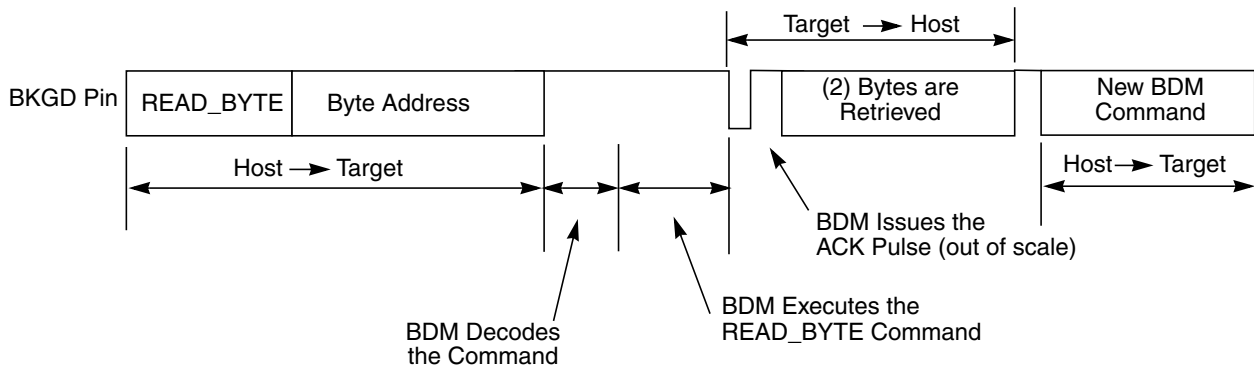 Target → Host
BKGD Pin
READ_BYTE
Byte Address
(2) Bytes are
Retrieved
New BDM
Command
Host → Target
Host → Target
BDM Issues the
ACK Pulse (out of scale)
BDM Executes the
READ_BYTE Command
BDM Decodes
the Command